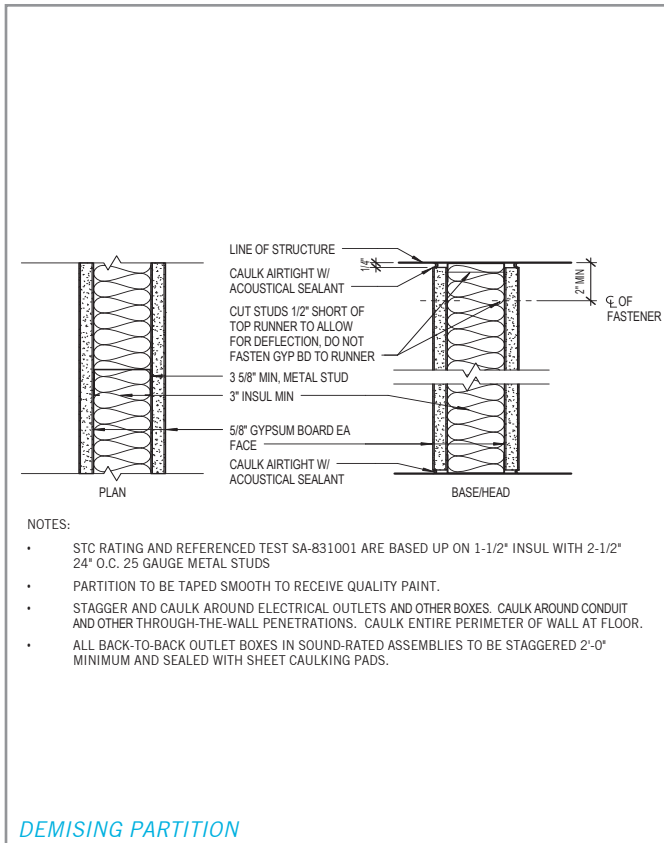 LINE OF STRUCTURE
CAULK AIRTIGHT W/
ACOUSTICAL SEALANT
CUT STUDS 1/2" SHORT OF
TOP RUNNER TO ALLOW
FOR DEFLECTION, DO NOT
FASTEN GYP BD TO RUNNER
3 5/8" MIN, METAL STUD
3" INSUL MIN
5/8" GYPSUM BOARD EA
FACE
CAULK AIRTIGHT W/
ACOUSTICAL SEALANT
1/4"
2" MIN
℄ OF
FASTENER
PLAN
BASE/HEAD
NOTES:
• STC RATING AND REFERENCED TEST SA-831001 ARE BASED UP ON 1-1/2" INSUL WITH 2-1/2"
24" O.C. 25 GAUGE METAL STUDS
• PARTITION TO BE TAPED SMOOTH TO RECEIVE QUALITY PAINT.
• STAGGER AND CAULK AROUND ELECTRICAL OUTLETS AND OTHER BOXES. CAULK AROUND CONDUIT
AND OTHER THROUGH-THE-WALL PENETRATIONS. CAULK ENTIRE PERIMETER OF WALL AT FLOOR.
• ALL BACK-TO-BACK OUTLET BOXES IN SOUND-RATED ASSEMBLIES TO BE STAGGERED 2'-0"
MINIMUM AND SEALED WITH SHEET CAULKING PADS.
DEMISING PARTITION